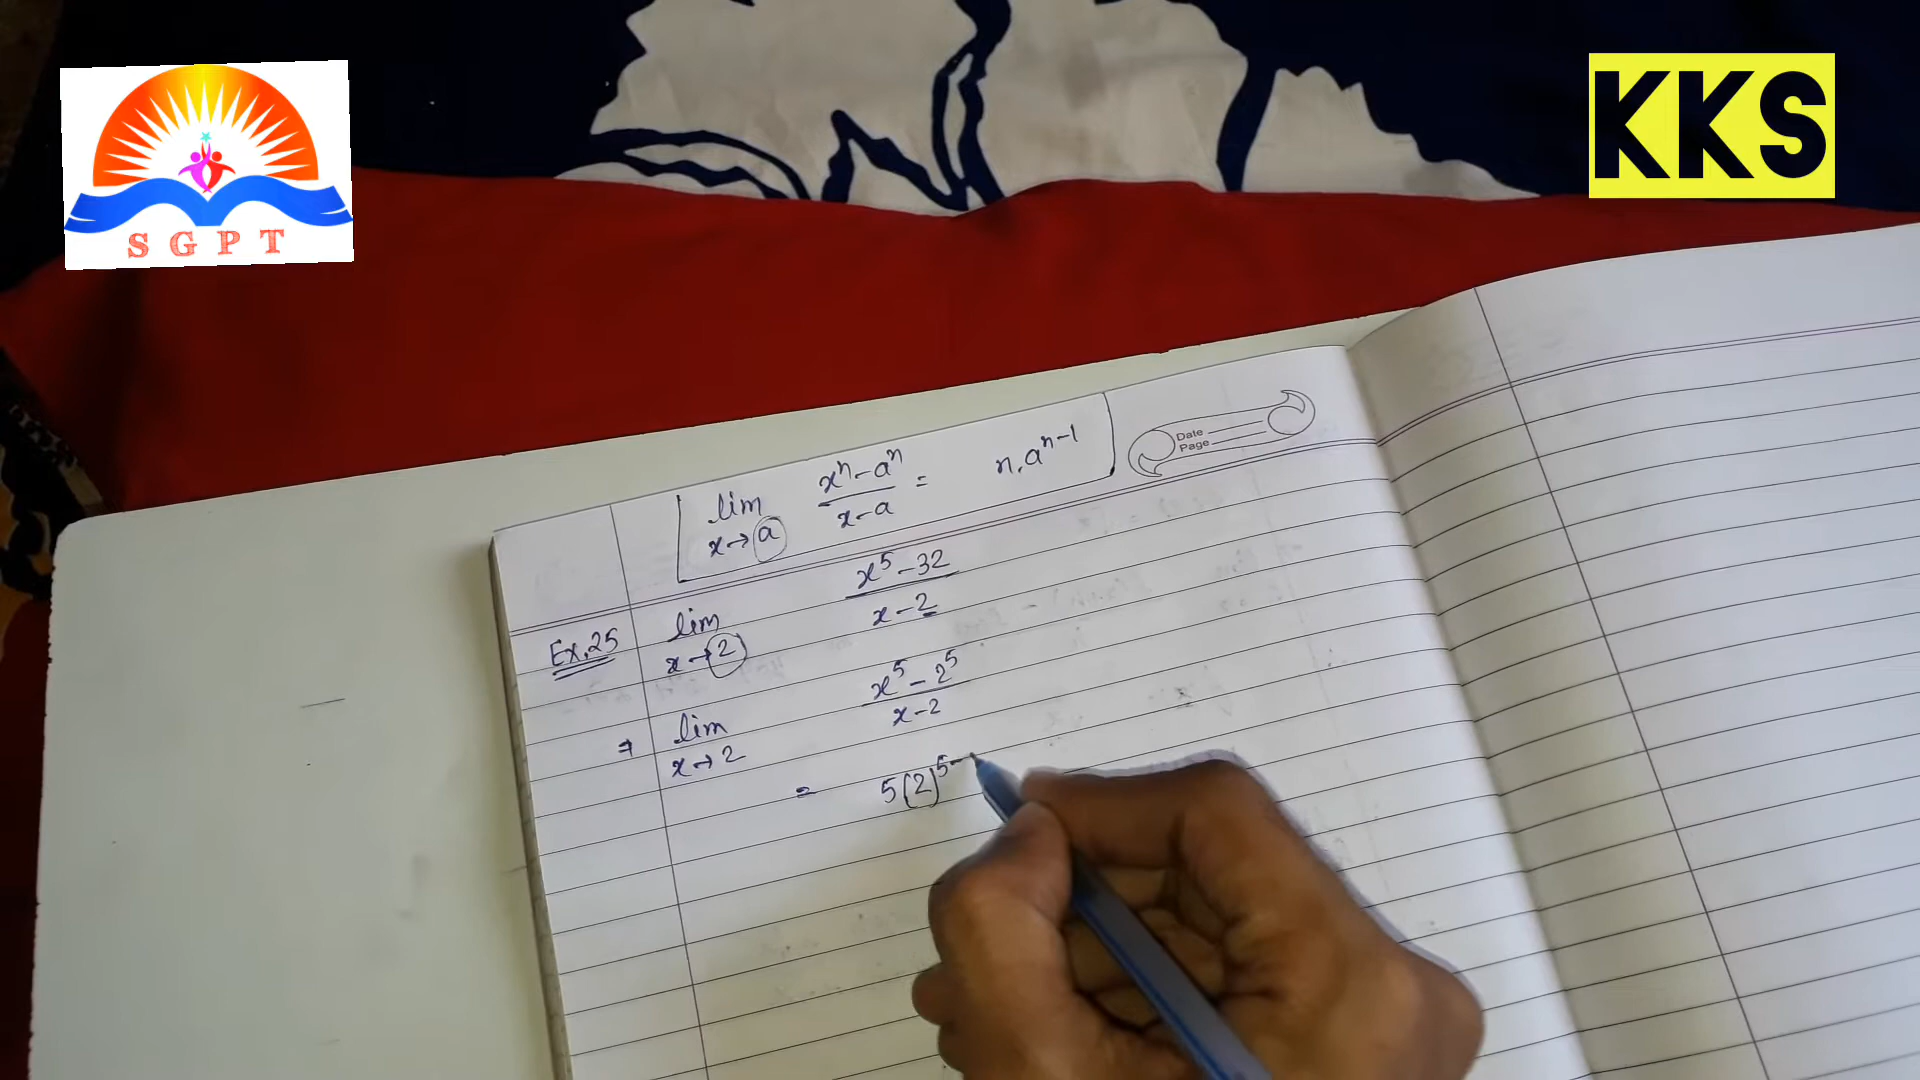 SGPT
KKS
Date
Page
lim x→a (xⁿ-aⁿ)/(x-a) = n.aⁿ⁻¹
Ex.25 lim x→2 (x⁵-32)/(x-2)
⇒ lim x→2 (x⁵-2⁵)/(x-2)
= 5(2)⁵⁻